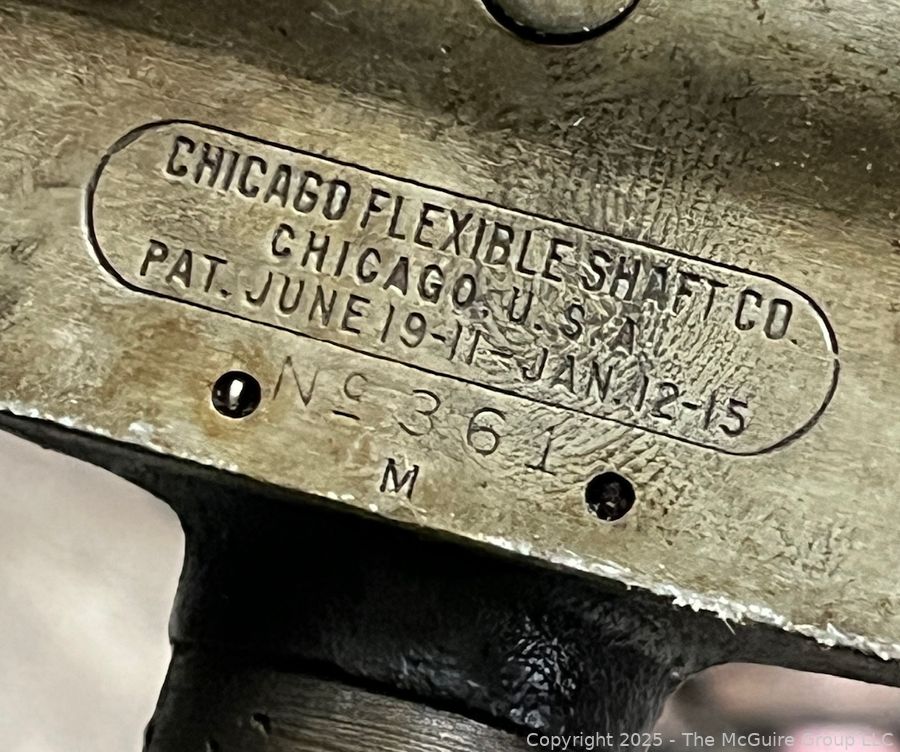 CHICAGO FLEXIBLE SHAFT CO.
CHICAGO. U. S. A
PAT. JUNE 19-11 - JAN. 12-15
No 361
M
Copyright 2025 - The McGuire Group LLC